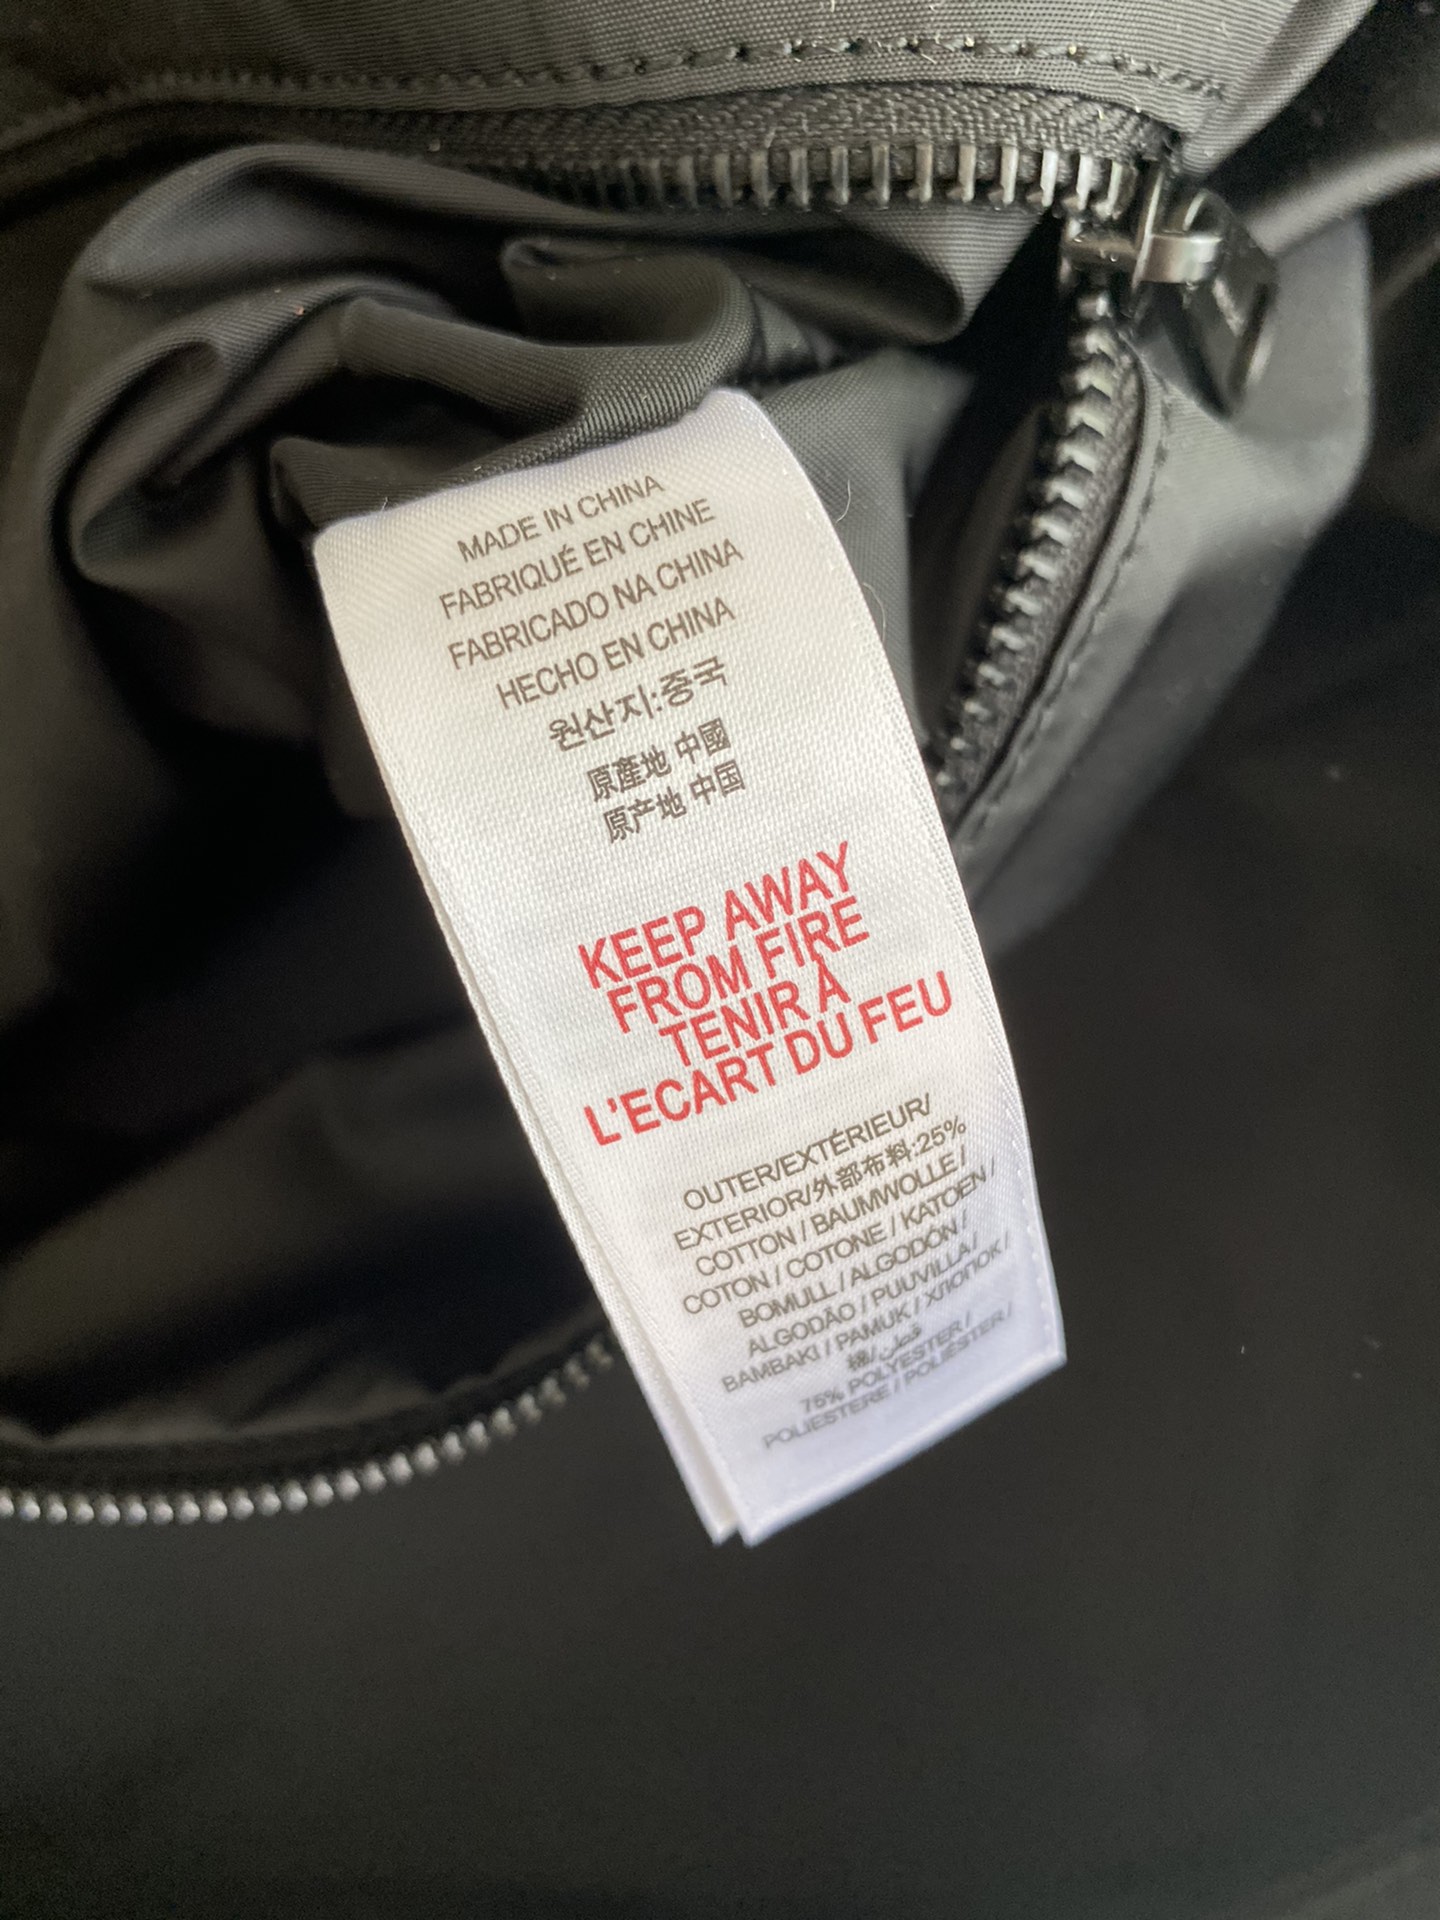 MADE IN CHINA
FABRIQUÉ EN CHINE
FABRICADO NA CHINA
HECHO EN CHINA
원산지:중국
原產地 中國
原产地 中国
KEEP AWAY
FROM FIRE
TENIR À
L'ECART DU FEU
OUTER/EXTÉRIEUR/
EXTERIOR/外部布料:25%
COTTON / BAUMWOLLE /
COTON / COTONE / KATOEN /
BOMULL / ALGODÓN /
ALGODÃO / PUUVILLA /
BAMBAKI / PAMUK / ХЛОПОК /
棉/قطن
75% POLYESTER /
POLIESTERE / POLIÉSTER /